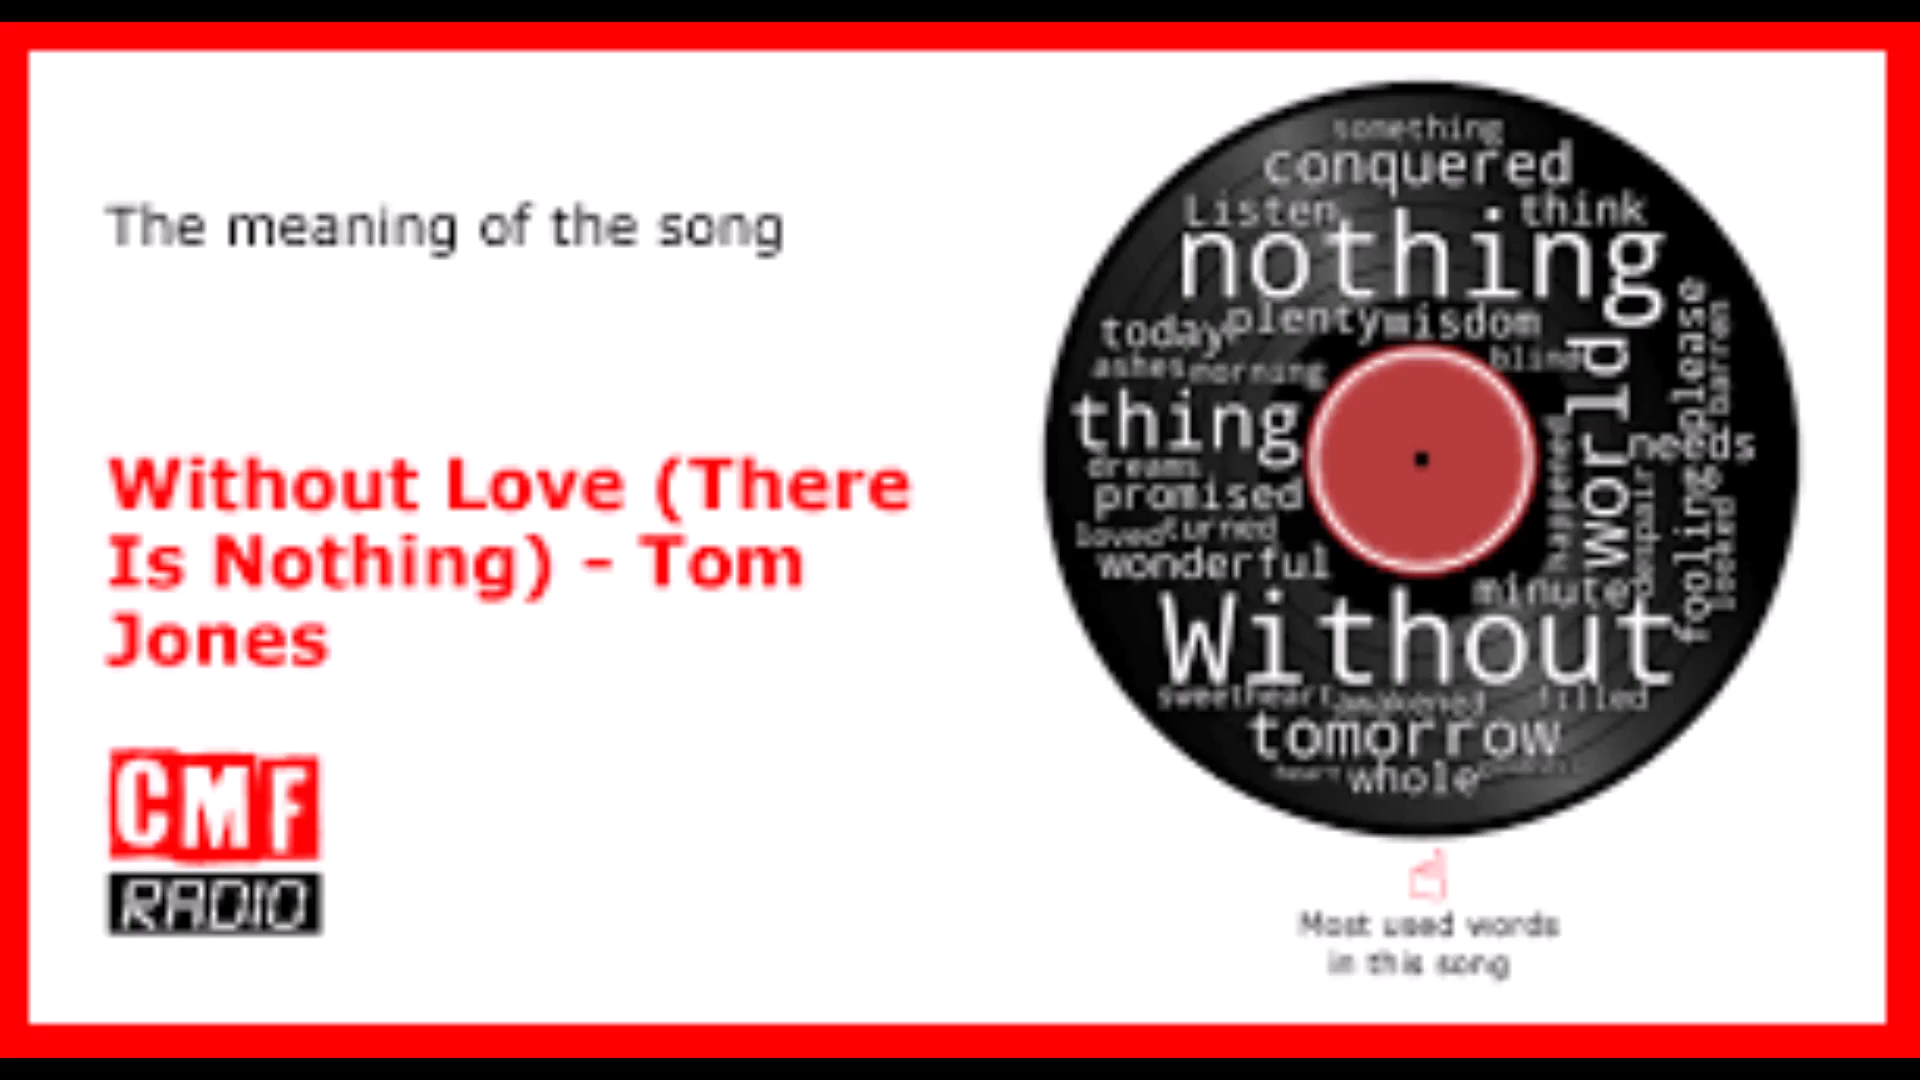 The meaning of the song
Without Love (There
Is Nothing) - Tom
Jones
CMF
RADIO
something
conquered
Listen think
nothing
today plenty wisdom
ashes morning blind
thing
world
please
barren
needs
dreams
promised
loved turned
wonderful
happened
despair
fooling
looked
minute
Without
sweetheart awakened filled
tomorrow
heart whole
Most used words
in this song